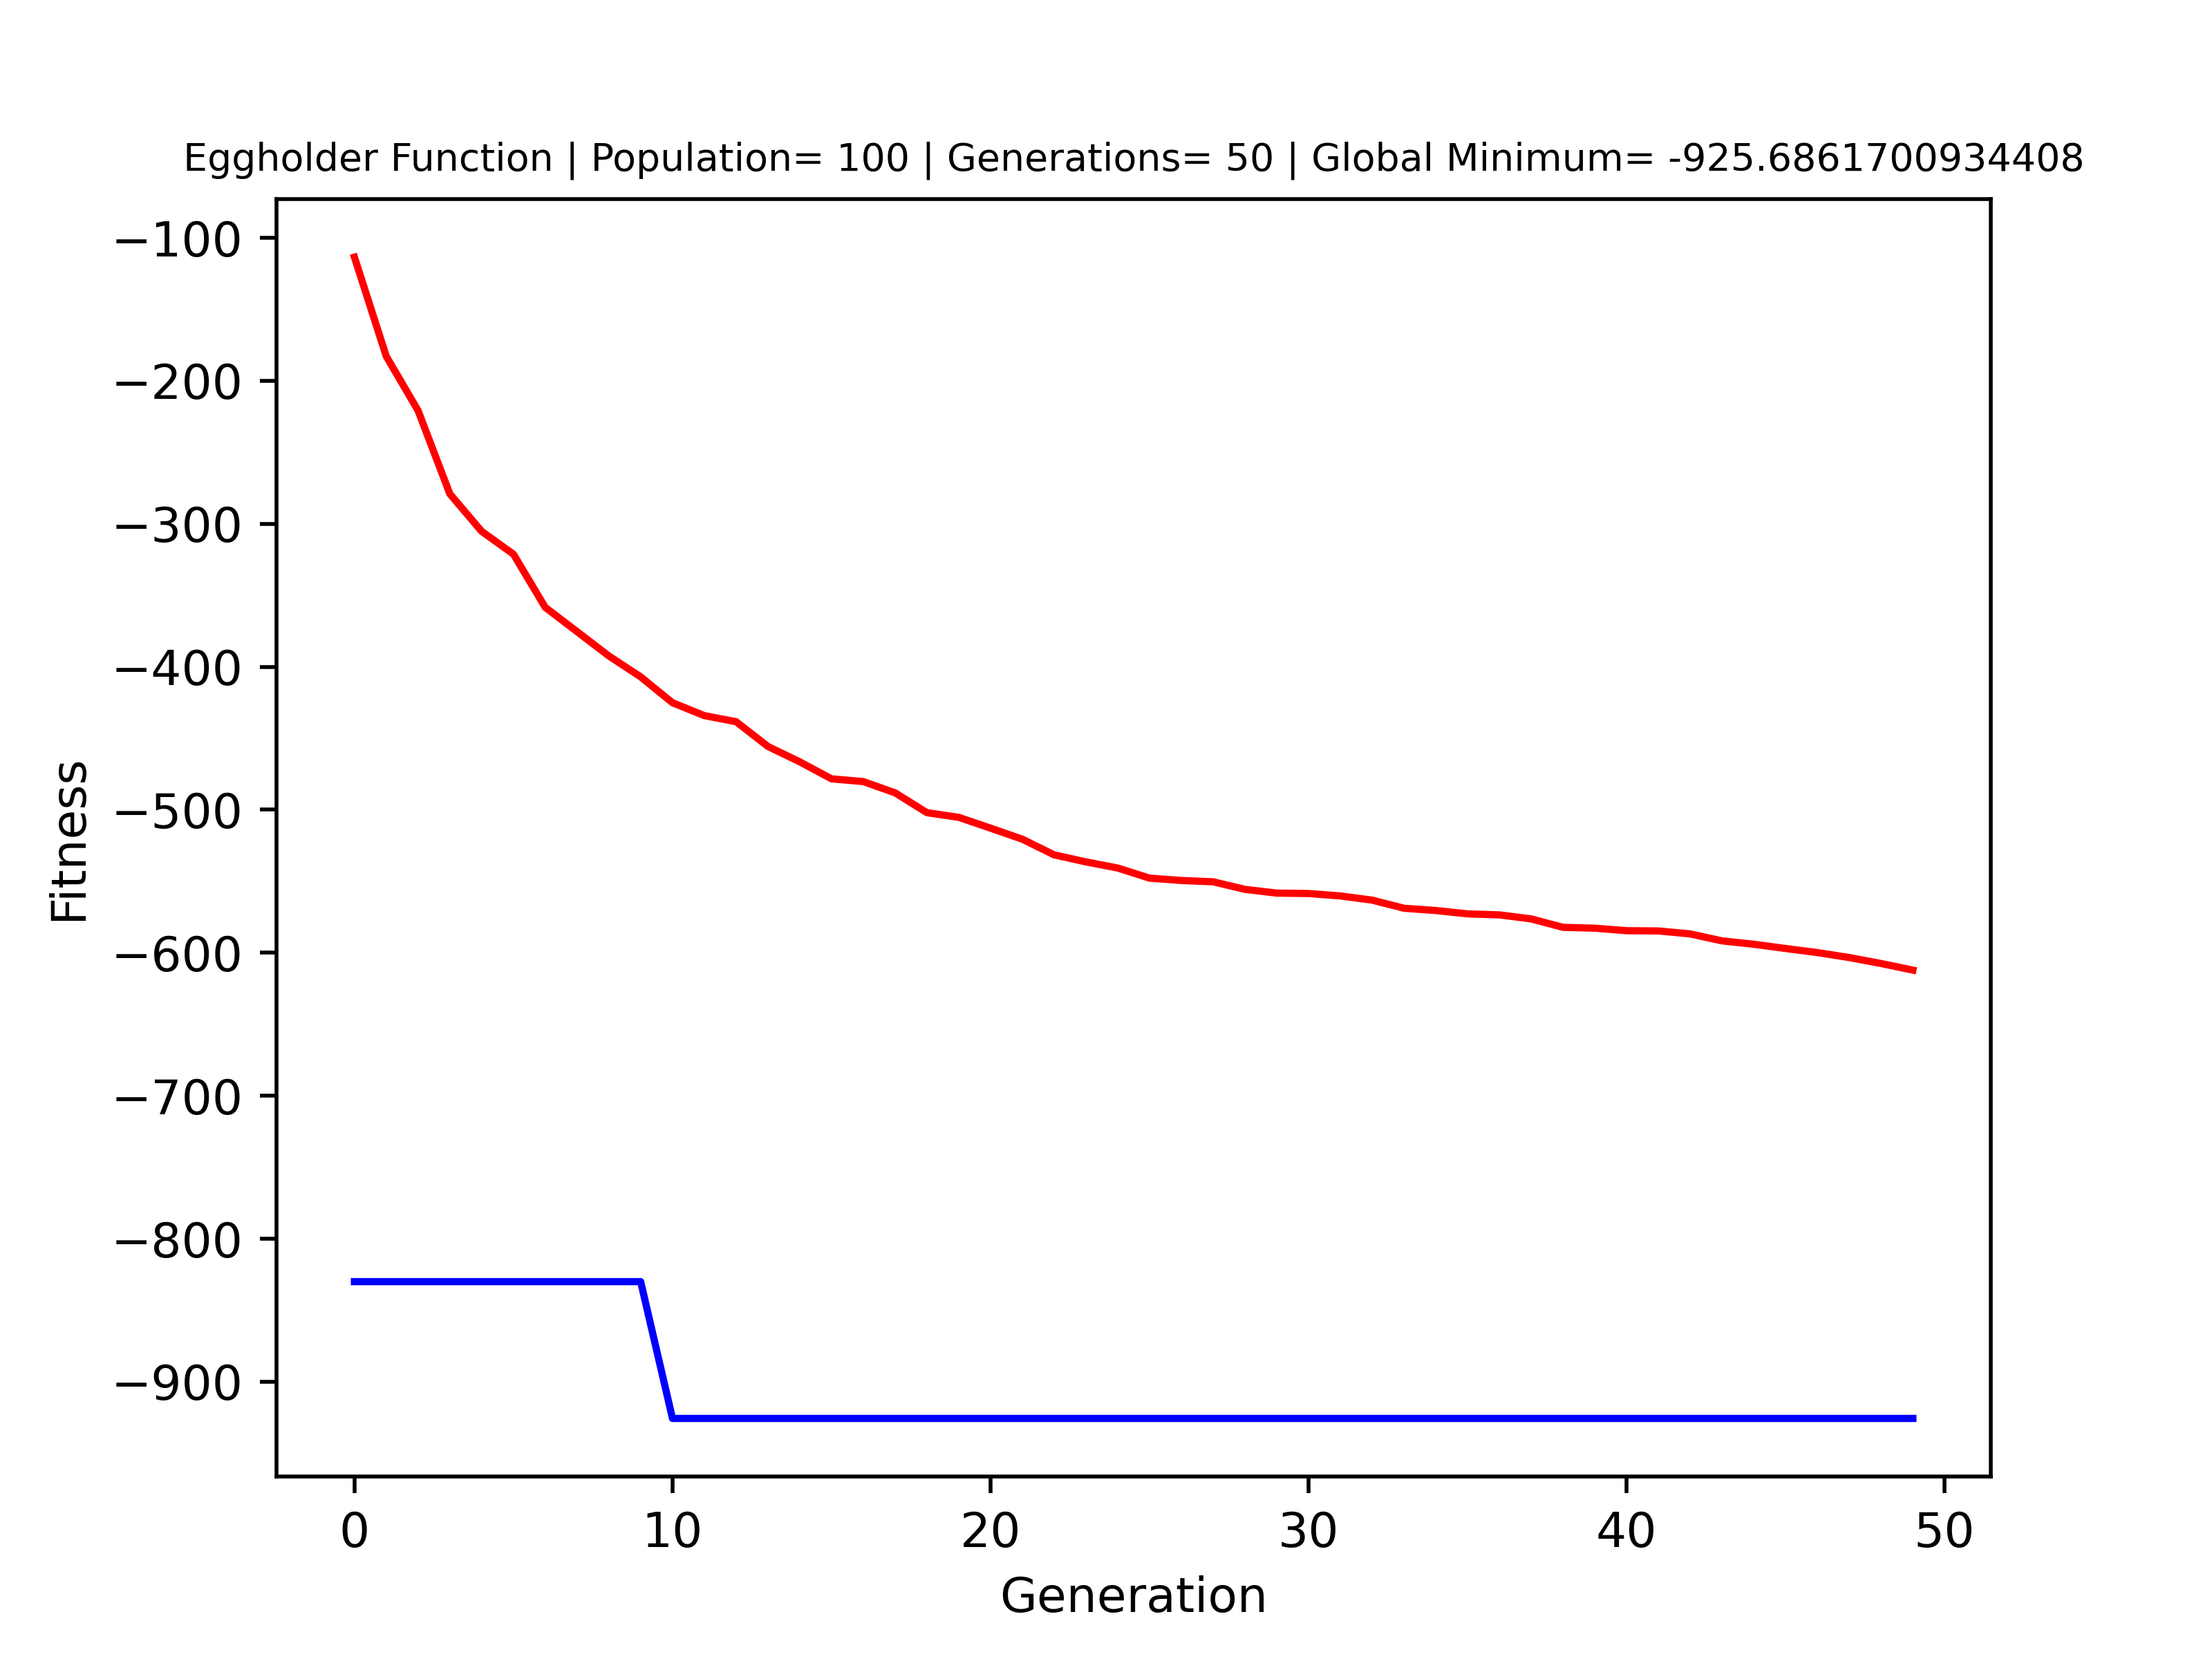 Eggholder Function | Population= 100 | Generations= 50 | Global Minimum= -925.6861700934408
−100
−200
−300
−400
−500
−600
−700
−800
−900
Fitness
0 10 20 30 40 50
Generation